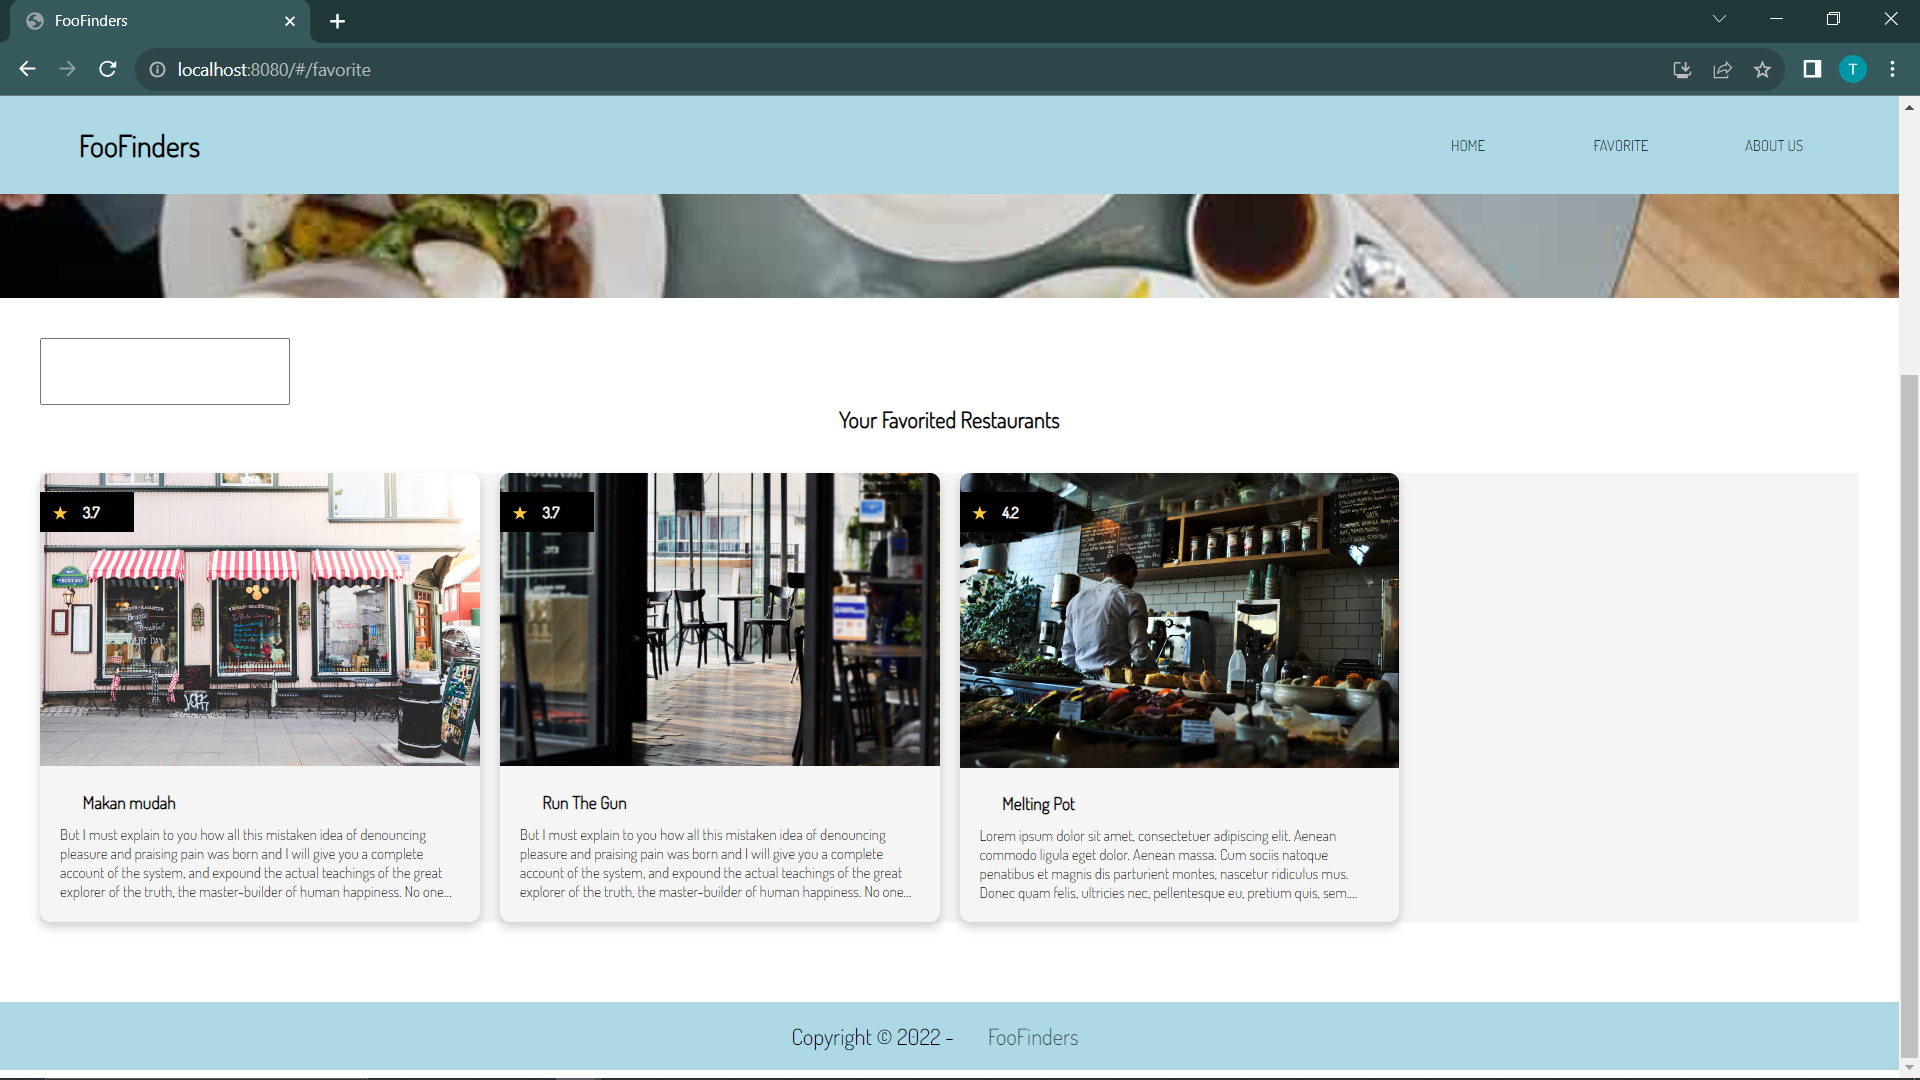 FooFinders
localhost:8080/#/favorite
T
FooFinders
HOME
FAVORITE
ABOUT US
Your Favorited Restaurants
★ 3.7
★ 3.7
★ 4.2
EVERY DAY
Makan mudah
But I must explain to you how all this mistaken idea of denouncing
pleasure and praising pain was born and I will give you a complete
account of the system, and expound the actual teachings of the great
explorer of the truth, the master-builder of human happiness. No one...
Run The Gun
But I must explain to you how all this mistaken idea of denouncing
pleasure and praising pain was born and I will give you a complete
account of the system, and expound the actual teachings of the great
explorer of the truth, the master-builder of human happiness. No one...
Melting Pot
Lorem ipsum dolor sit amet, consectetuer adipiscing elit. Aenean
commodo ligula eget dolor. Aenean massa. Cum sociis natoque
penatibus et magnis dis parturient montes, nascetur ridiculus mus.
Donec quam felis, ultricies nec, pellentesque eu, pretium quis, sem....
Copyright © 2022 - FooFinders